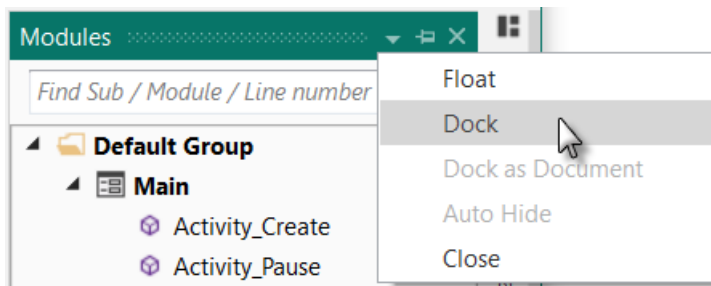 Modules
Find Sub / Module / Line number
Default Group
Main
Activity_Create
Activity_Pause
Float
Dock
Dock as Document
Auto Hide
Close